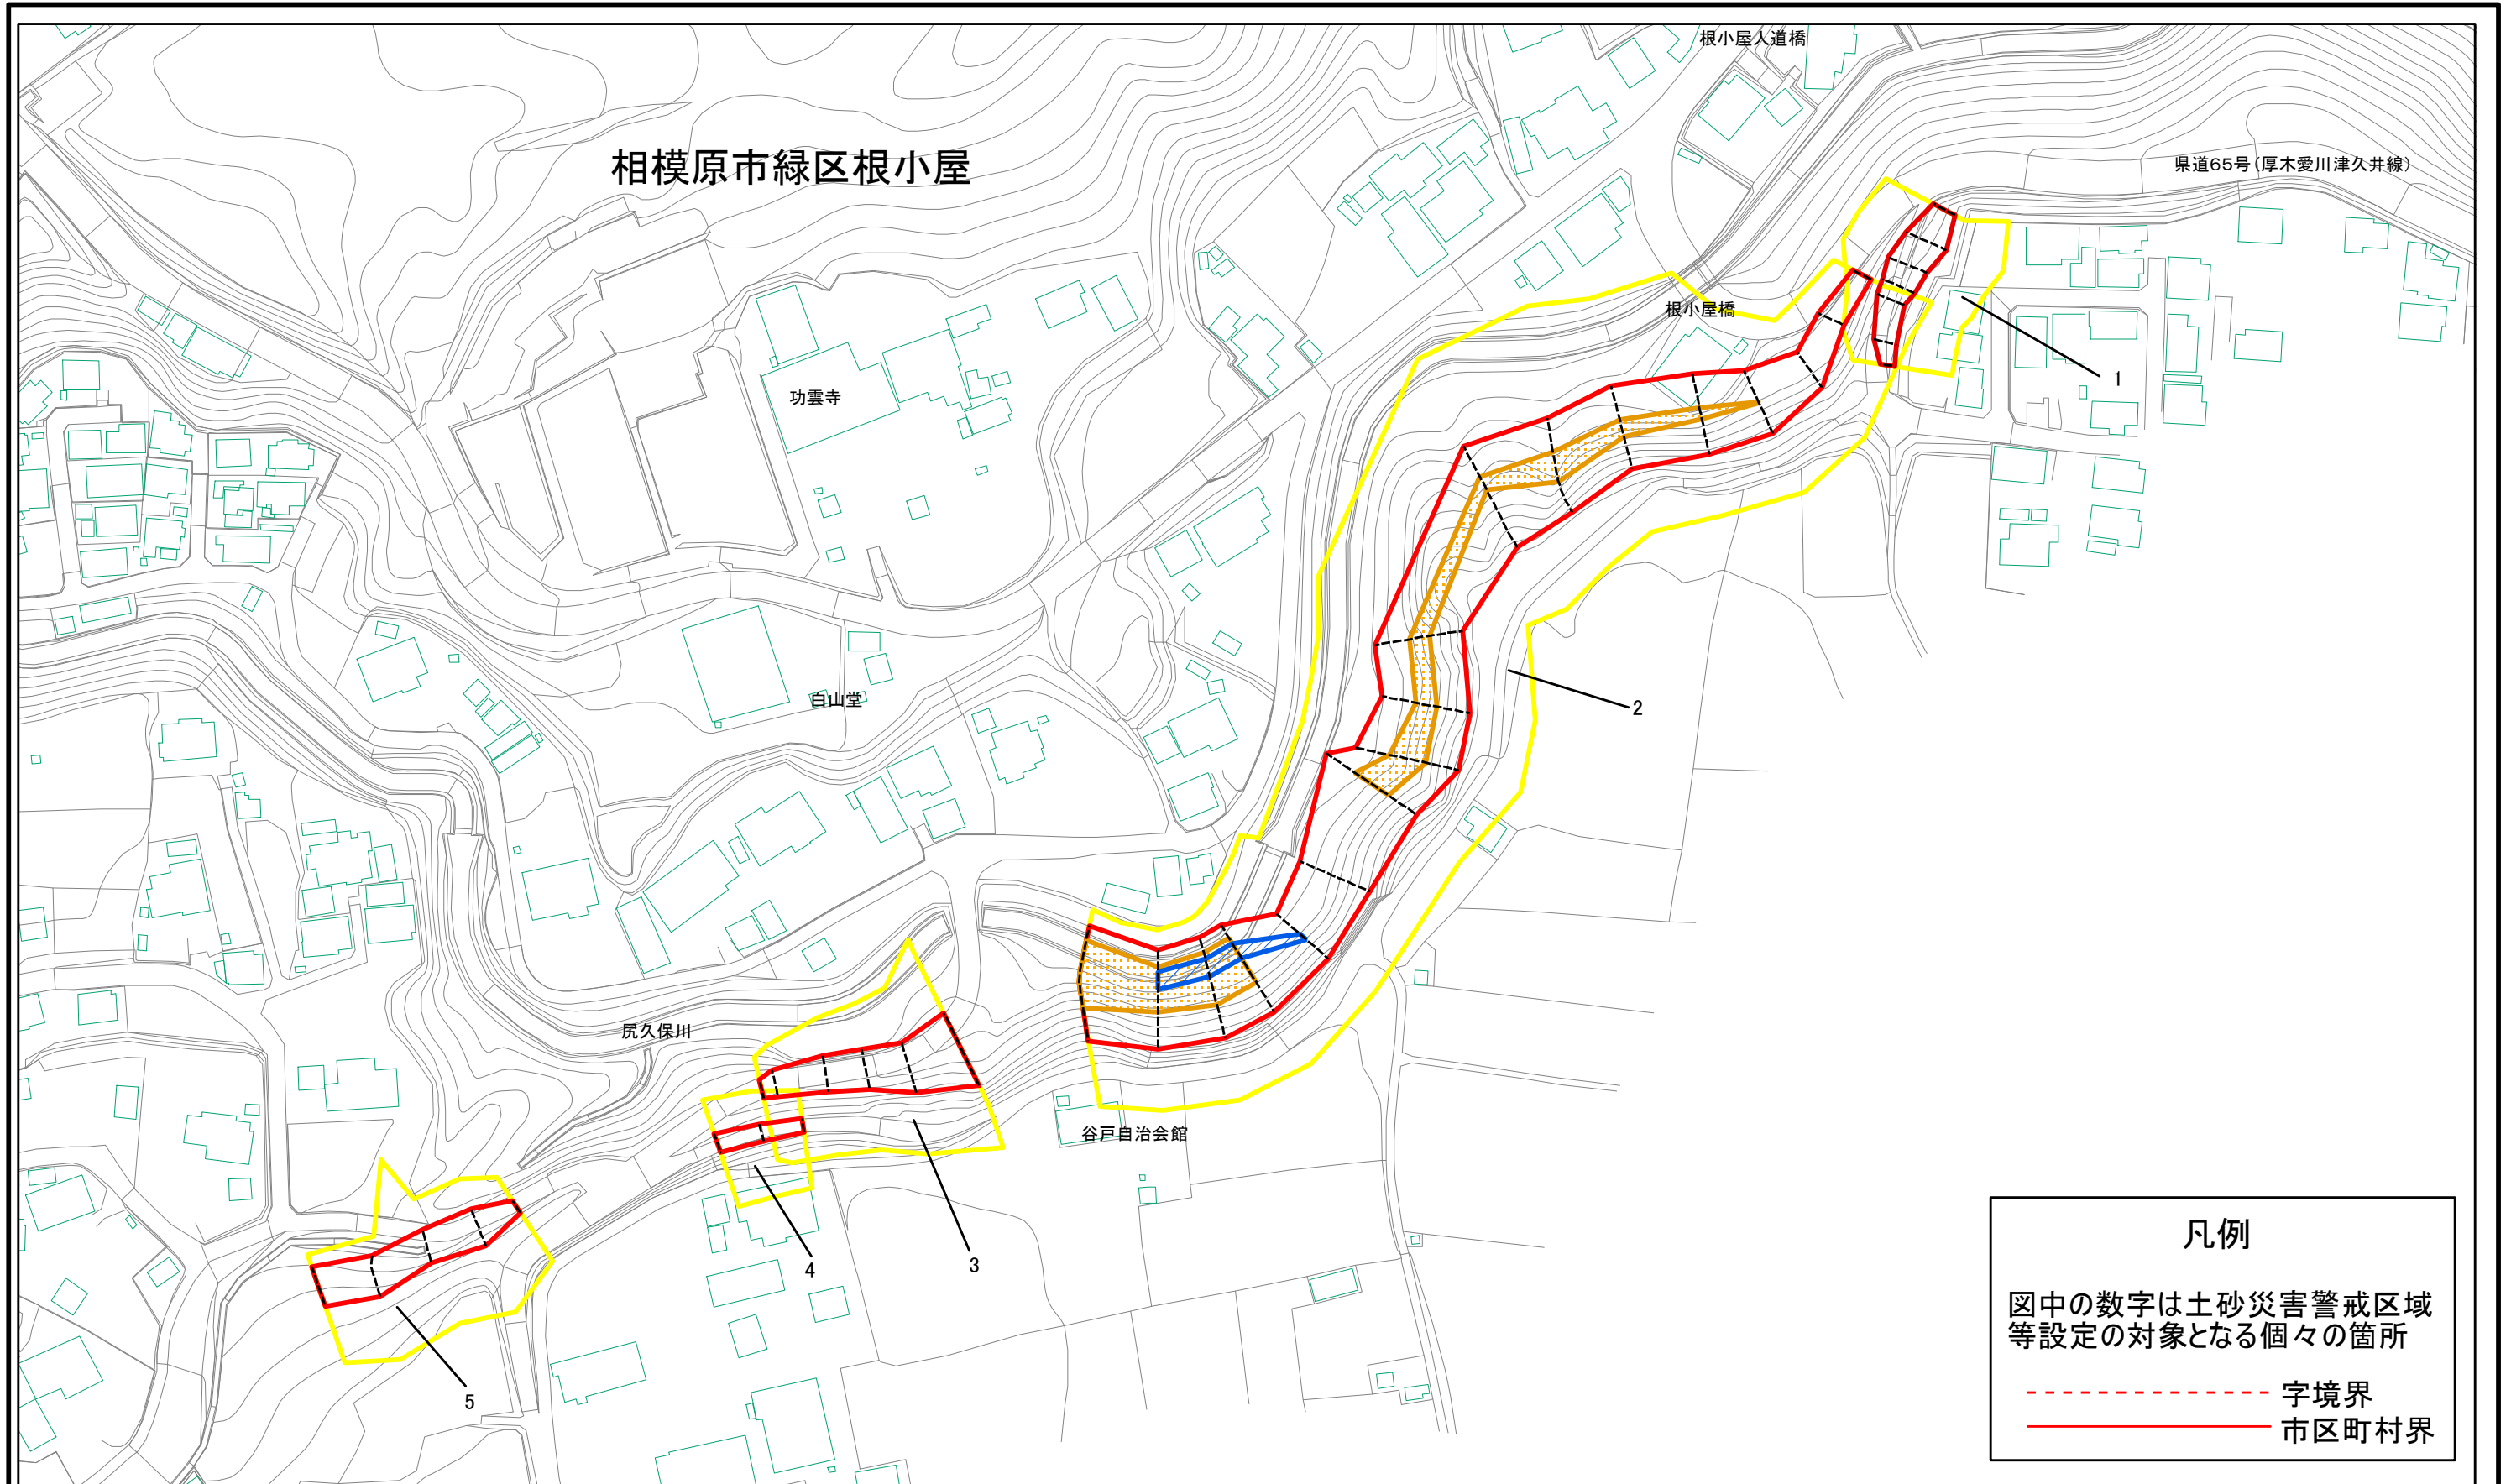 根小屋人道橋
相模原市緑区根小屋
県道65号(厚木愛川津久井線)
根小屋橋
1
功雲寺
白山堂
2
尻久保川
谷戸自治会館
3
4
5
凡例
図中の数字は土砂災害警戒区域
等設定の対象となる個々の箇所
字境界
市区町村界